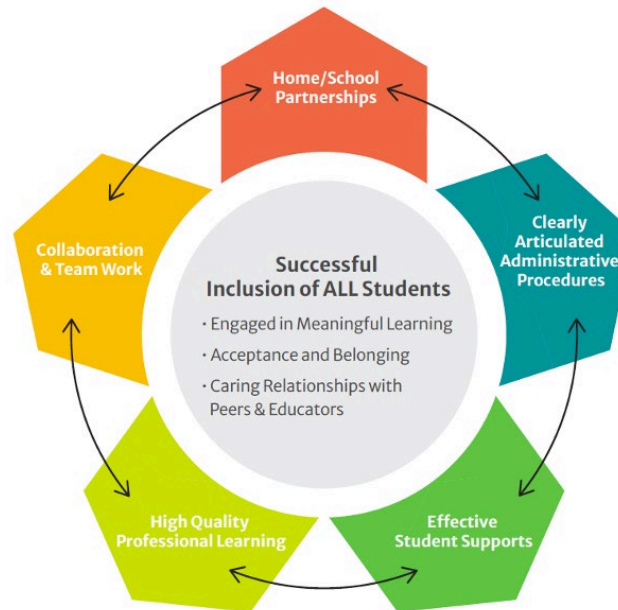 Home/School
Partnerships
Clearly
Articulated
Administrative
Procedures
Effective
Student Supports
High Quality
Professional Learning
Collaboration
& Team Work
Successful
Inclusion of ALL Students
· Engaged in Meaningful Learning
· Acceptance and Belonging
· Caring Relationships with
Peers & Educators